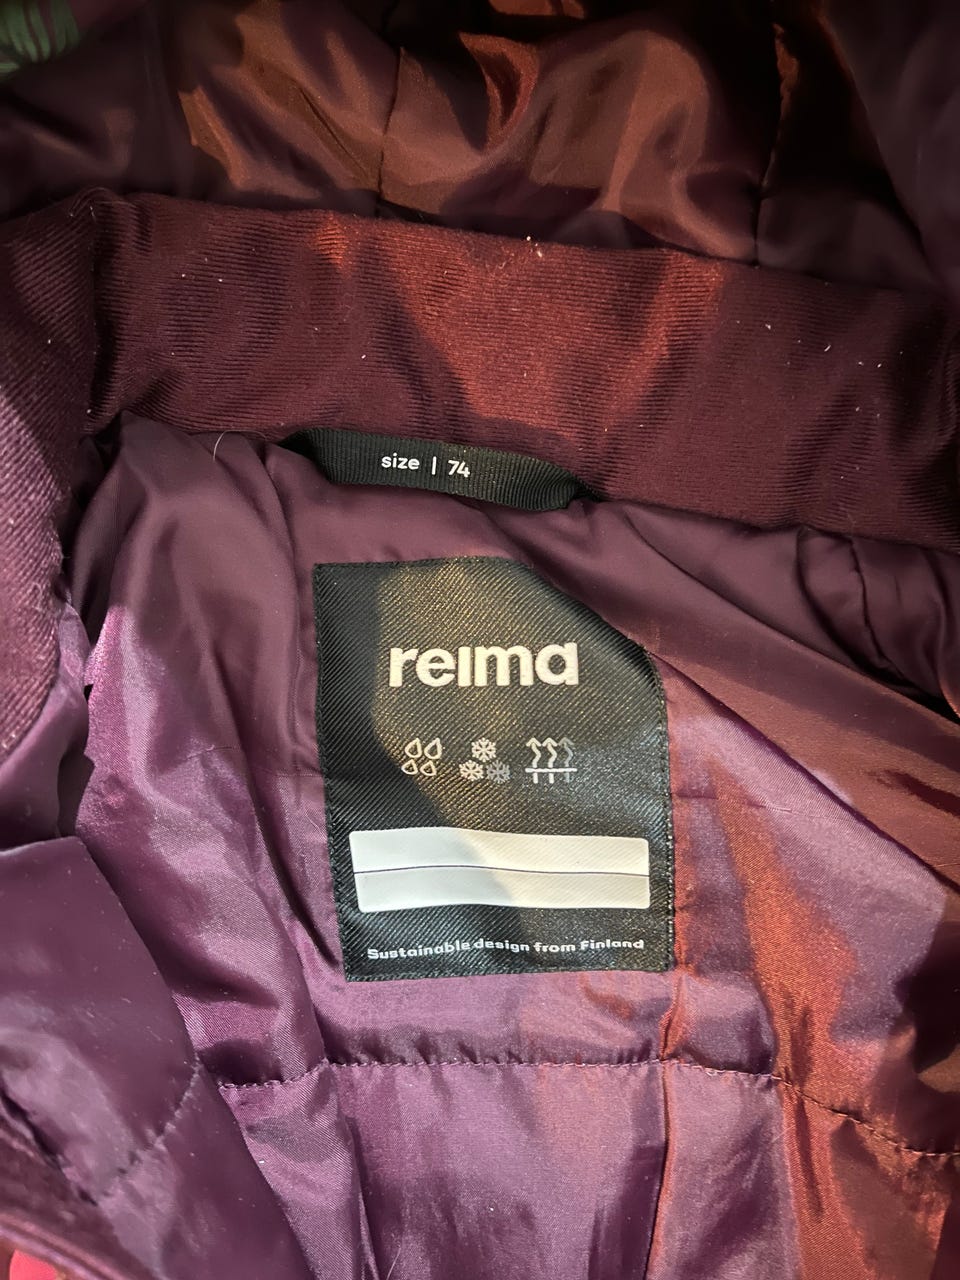 size | 74
reima
Sustainable design from Finland